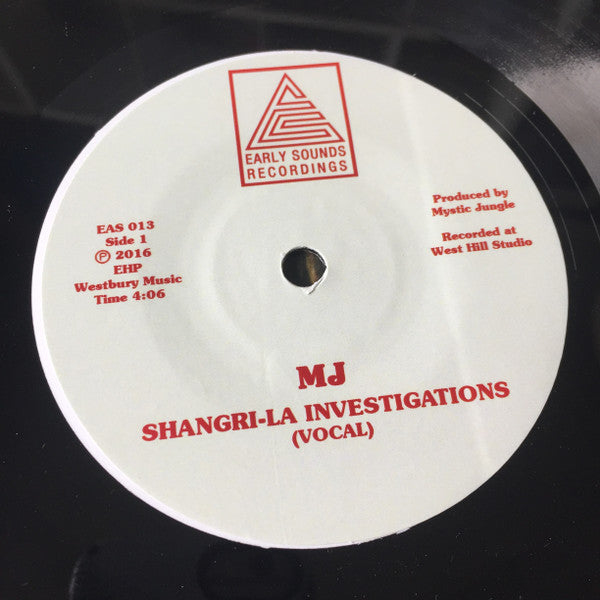 EARLY SOUNDS
RECORDINGS
EAS 013
Side 1
Ⓟ 2016
EHP
Westbury Music
Time 4:06
Produced by
Mystic Jungle
Recorded at
West Hill Studio
MJ
SHANGRI-LA INVESTIGATIONS
(VOCAL)